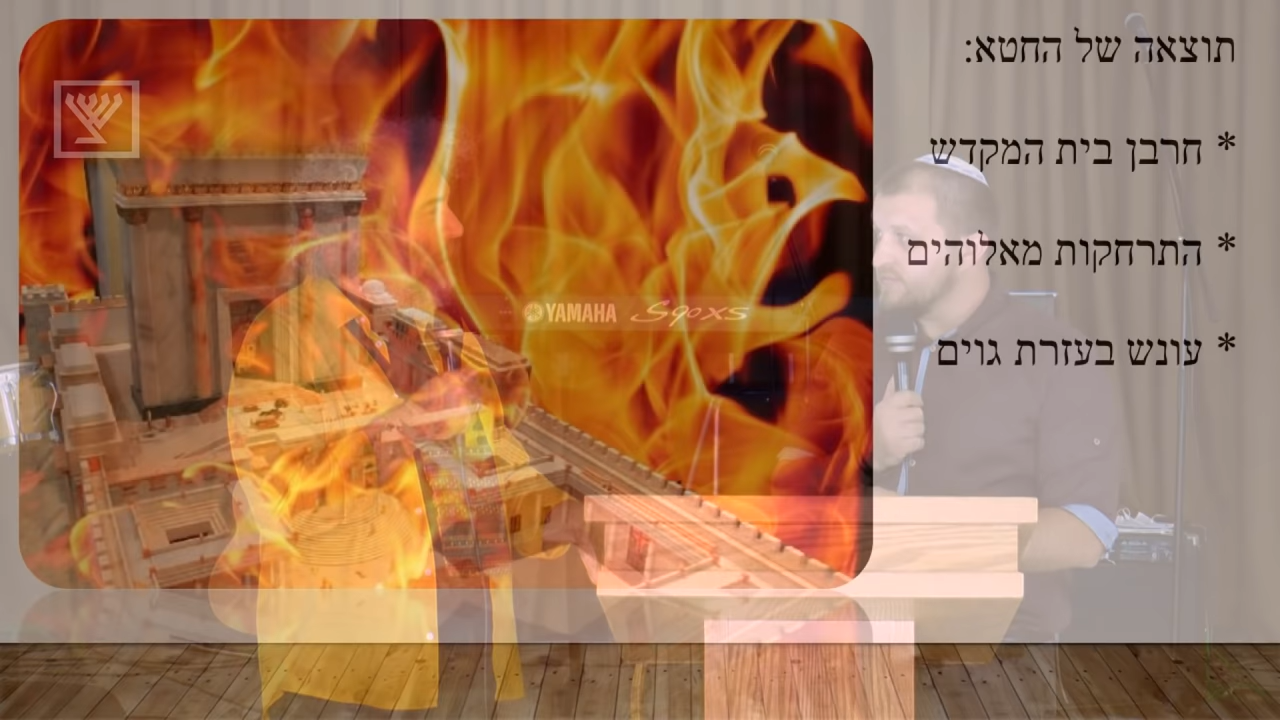 תוצאה של החטא:
* חרבן בית המקדש
* התרחקות מאלוהים
* עונש בעזרת גוים
YAMAHA S90XS